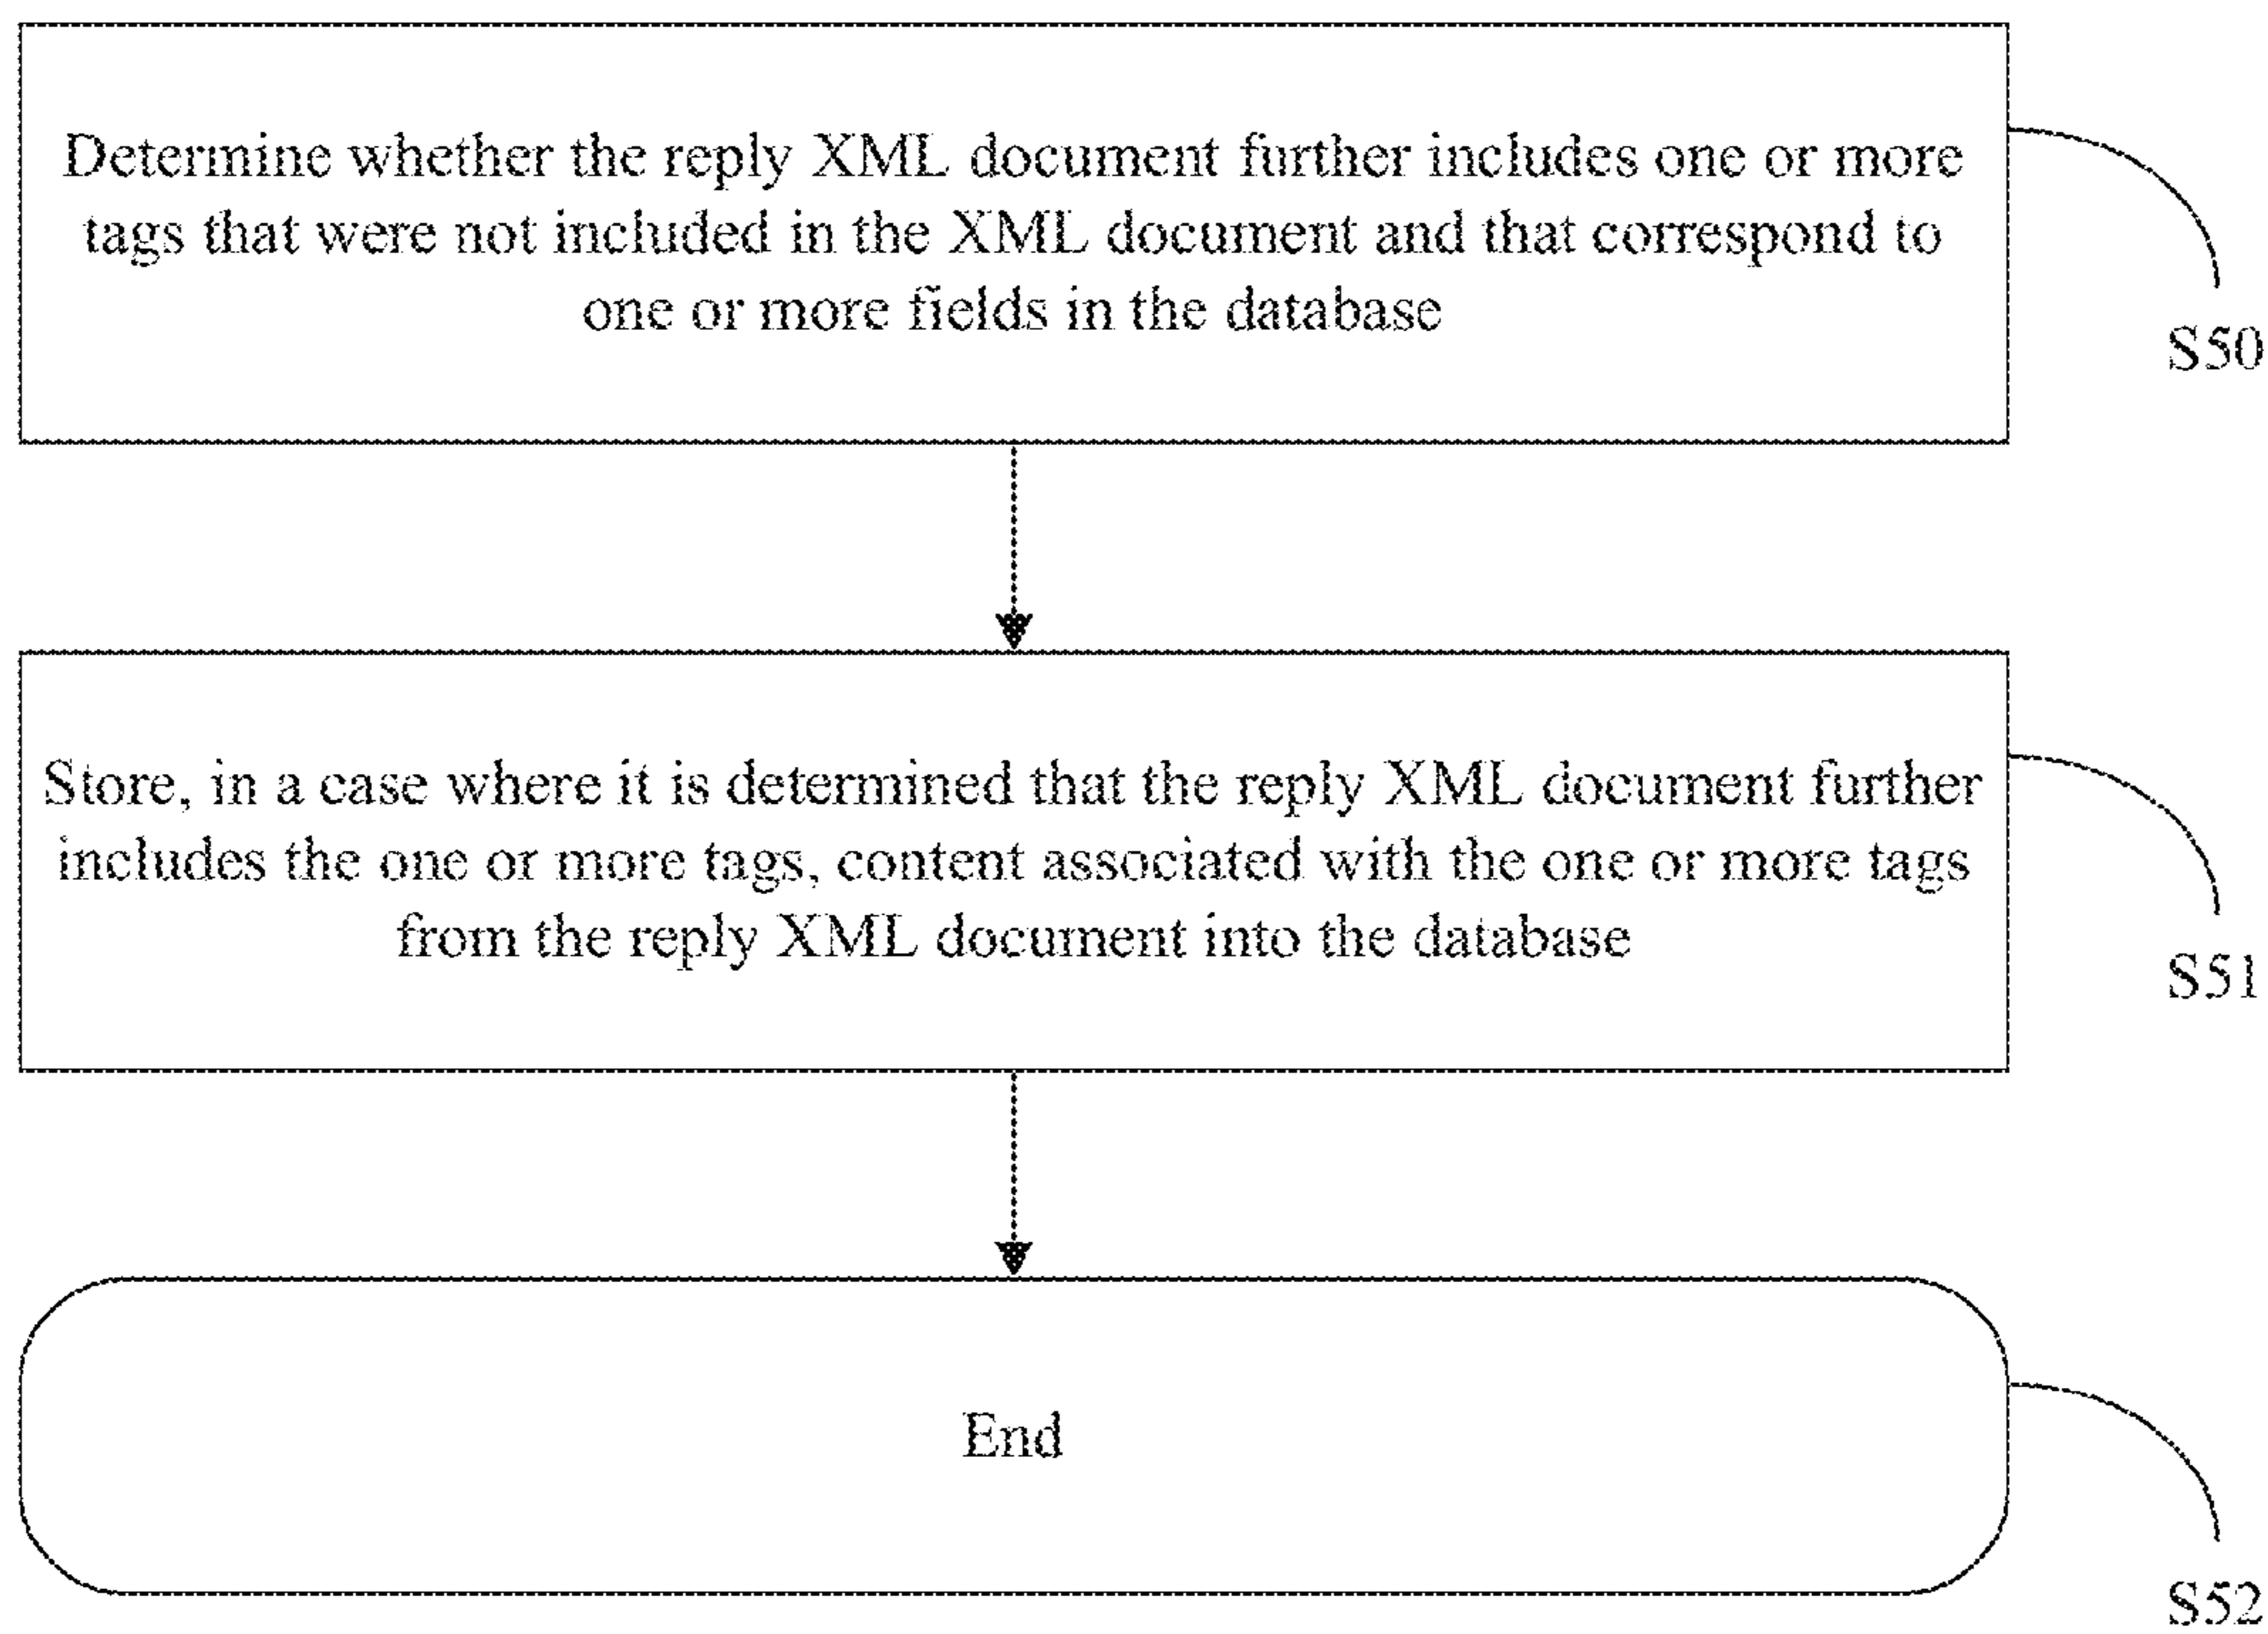 Determine whether the reply XML document further includes one or more
tags that were not included in the XML document and that correspond to
one or more fields in the database
S50
Store, in a case where it is determined that the reply XML document further
includes the one or more tags, content associated with the one or more tags
from the reply XML document into the database
S51
End
S52